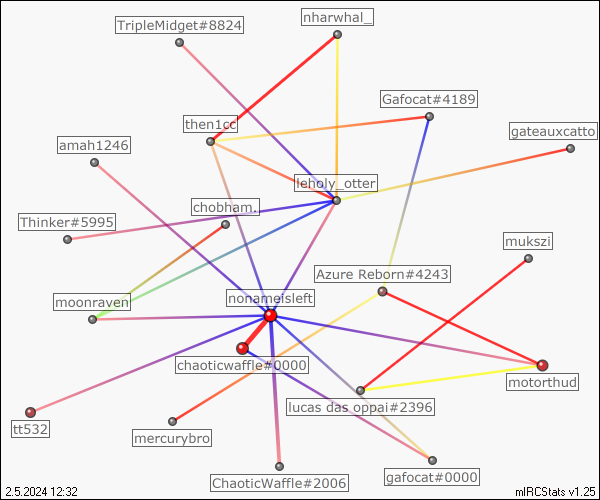 nharwhal_
TripleMidget#8824
Gafocat#4189
then1cc
gateauxcatto
amah1246
leholy_otter
chobham.
Thinker#5995
mukszi
Azure Reborn#4243
nonameisleft
moonraven
chaoticwaffle#0000
motorthud
lucas das oppai#2396
tt532
mercurybro
gafocat#0000
ChaoticWaffle#2006
2.5.2024 12:32
mIRCStats v1.25